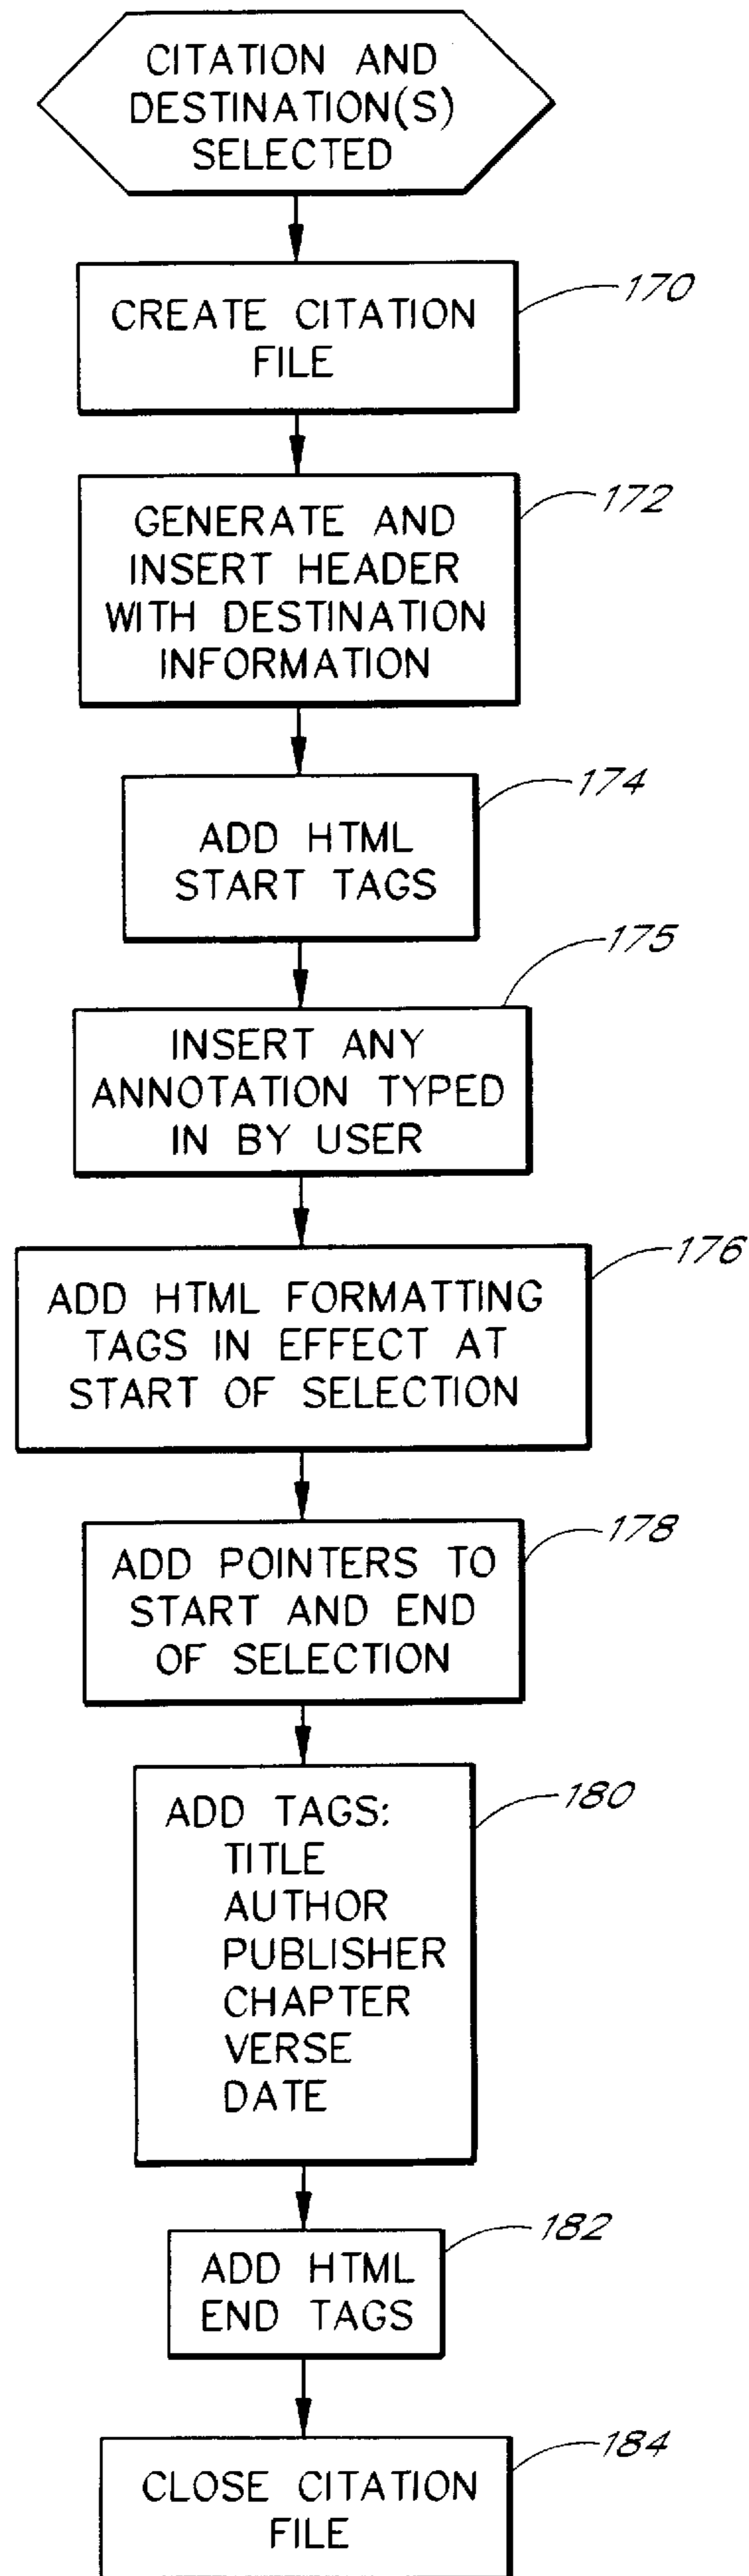 CITATION AND
DESTINATION(S)
SELECTED
170
CREATE CITATION
FILE
172
GENERATE AND
INSERT HEADER
WITH DESTINATION
INFORMATION
174
ADD HTML
START TAGS
175
INSERT ANY
ANNOTATION TYPED
IN BY USER
176
ADD HTML FORMATTING
TAGS IN EFFECT AT
START OF SELECTION
178
ADD POINTERS TO
START AND END
OF SELECTION
180
ADD TAGS:
TITLE
AUTHOR
PUBLISHER
CHAPTER
VERSE
DATE
182
ADD HTML
END TAGS
184
CLOSE CITATION
FILE